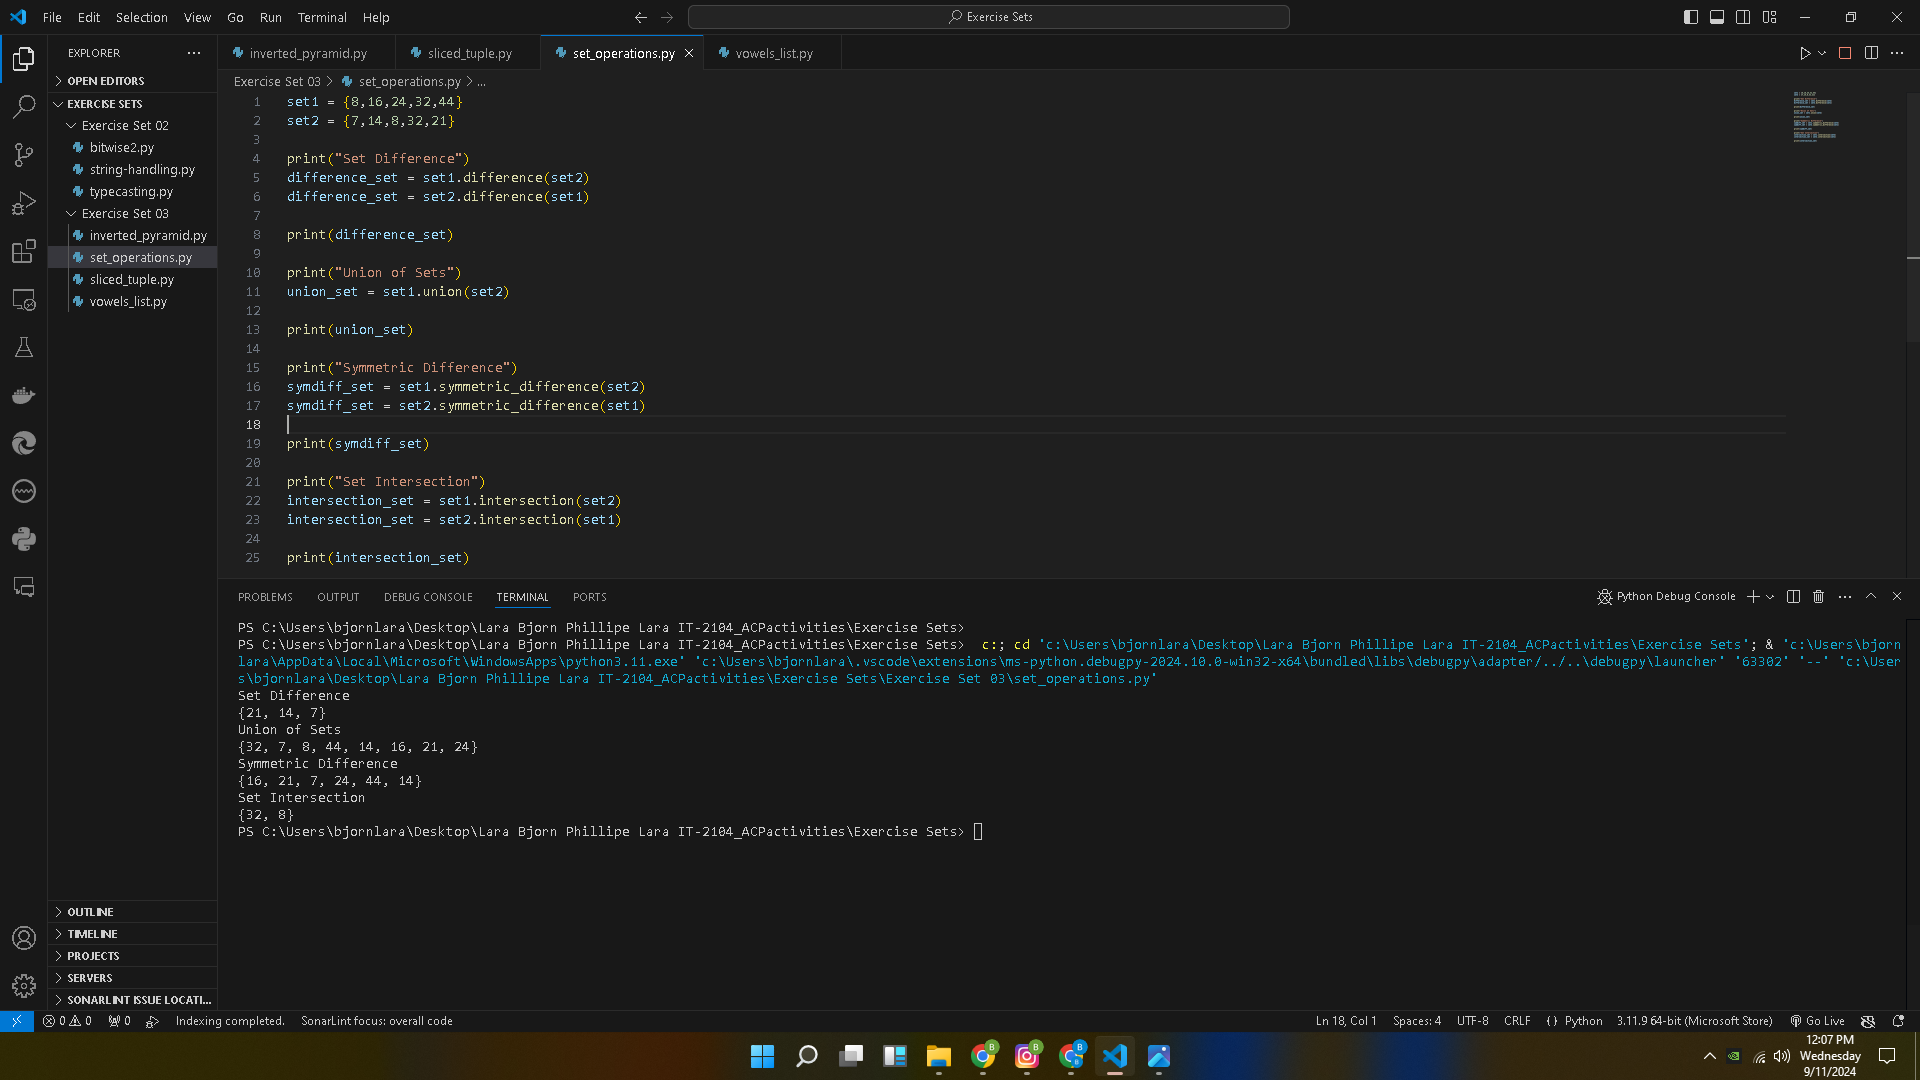 File Edit Selection View Go Run Terminal Help
Exercise Sets
EXPLORER
OPEN EDITORS
EXERCISE SETS
Exercise Set 02
bitwise2.py
string-handling.py
typecasting.py
Exercise Set 03
inverted_pyramid.py
set_operations.py
sliced_tuple.py
vowels_list.py
OUTLINE
TIMELINE
PROJECTS
SERVERS
SONARLINT ISSUE LOCATI...
inverted_pyramid.py sliced_tuple.py set_operations.py vowels_list.py
Exercise Set 03 > set_operations.py > ...
1 set1 = {8,16,24,32,44}
2 set2 = {7,14,8,32,21}
3
4 print("Set Difference")
5 difference_set = set1.difference(set2)
6 difference_set = set2.difference(set1)
7
8 print(difference_set)
9
10 print("Union of Sets")
11 union_set = set1.union(set2)
12
13 print(union_set)
14
15 print("Symmetric Difference")
16 symdiff_set = set1.symmetric_difference(set2)
17 symdiff_set = set2.symmetric_difference(set1)
18
19 print(symdiff_set)
20
21 print("Set Intersection")
22 intersection_set = set1.intersection(set2)
23 intersection_set = set2.intersection(set1)
24
25 print(intersection_set)
PROBLEMS OUTPUT DEBUG CONSOLE TERMINAL PORTS
Python Debug Console
PS C:\Users\bjornlara\Desktop\Lara Bjorn Phillipe Lara IT-2104_ACPactivities\Exercise Sets>
PS C:\Users\bjornlara\Desktop\Lara Bjorn Phillipe Lara IT-2104_ACPactivities\Exercise Sets>  c:; cd 'c:\Users\bjornlara\Desktop\Lara Bjorn Phillipe Lara IT-2104_ACPactivities\Exercise Sets'; & 'c:\Users\bjorn
lara\AppData\Local\Microsoft\WindowsApps\python3.11.exe' 'c:\Users\bjornlara\.vscode\extensions\ms-python.debugpy-2024.10.0-win32-x64\bundled\libs\debugpy\adapter/../..\debugpy\launcher' '63302' '--' 'c:\User
s\bjornlara\Desktop\Lara Bjorn Phillipe Lara IT-2104_ACPactivities\Exercise Sets\Exercise Set 03\set_operations.py'
Set Difference
{21, 14, 7}
Union of Sets
{32, 7, 8, 44, 14, 16, 21, 24}
Symmetric Difference
{16, 21, 7, 24, 44, 14}
Set Intersection
{32, 8}
PS C:\Users\bjornlara\Desktop\Lara Bjorn Phillipe Lara IT-2104_ACPactivities\Exercise Sets>
0 0 0 Indexing completed. SonarLint focus: overall code
Ln 18, Col 1 Spaces: 4 UTF-8 CRLF {} Python 3.11.9 64-bit (Microsoft Store) Go Live
B B B
12:07 PM
Wednesday
9/11/2024